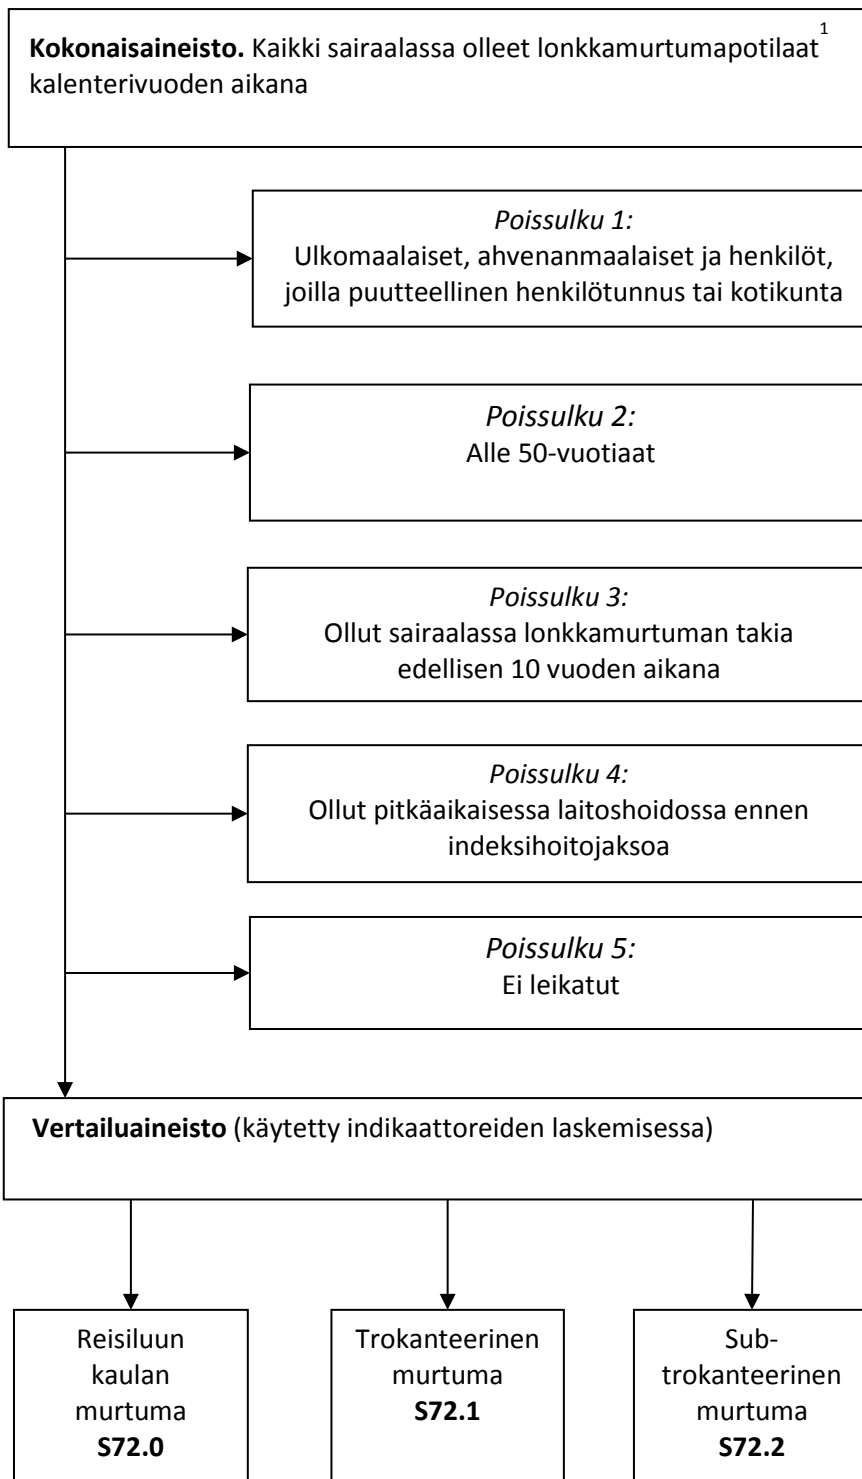 Kokonaisaineisto. Kaikki sairaalassa olleet lonkkamurtumapotilaat1
kalenterivuoden aikana
Poissulku 1:
Ulkomaalaiset, ahvenanmaalaiset ja henkilöt,
joilla puutteellinen henkilötunnus tai kotikunta
Poissulku 2:
Alle 50-vuotiaat
Poissulku 3:
Ollut sairaalassa lonkkamurtuman takia
edellisen 10 vuoden aikana
Poissulku 4:
Ollut pitkäaikaisessa laitoshoidossa ennen
indeksihoitojaksoa
Poissulku 5:
Ei leikatut
Vertailuaineisto (käytetty indikaattoreiden laskemisessa)
Reisiluun
kaulan
murtuma
S72.0
Trokanteerinen
murtuma
S72.1
Sub-
trokanteerinen
murtuma
S72.2